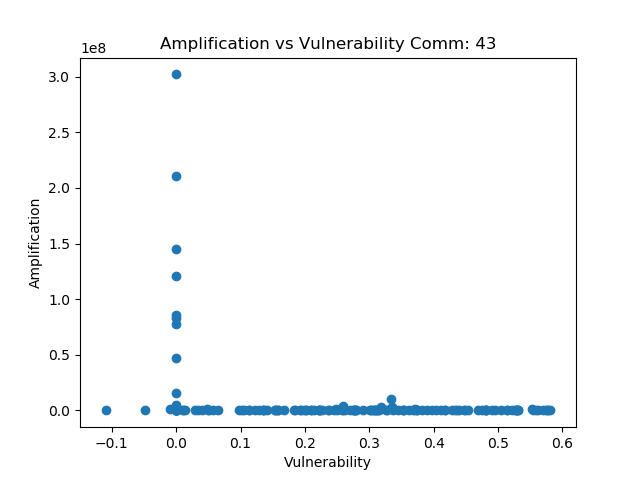 Amplification vs Vulnerability Comm: 43
1e8
3.0
2.5
2.0
1.5
1.0
0.5
0.0
Amplification
−0.1 0.0 0.1 0.2 0.3 0.4 0.5 0.6
Vulnerability